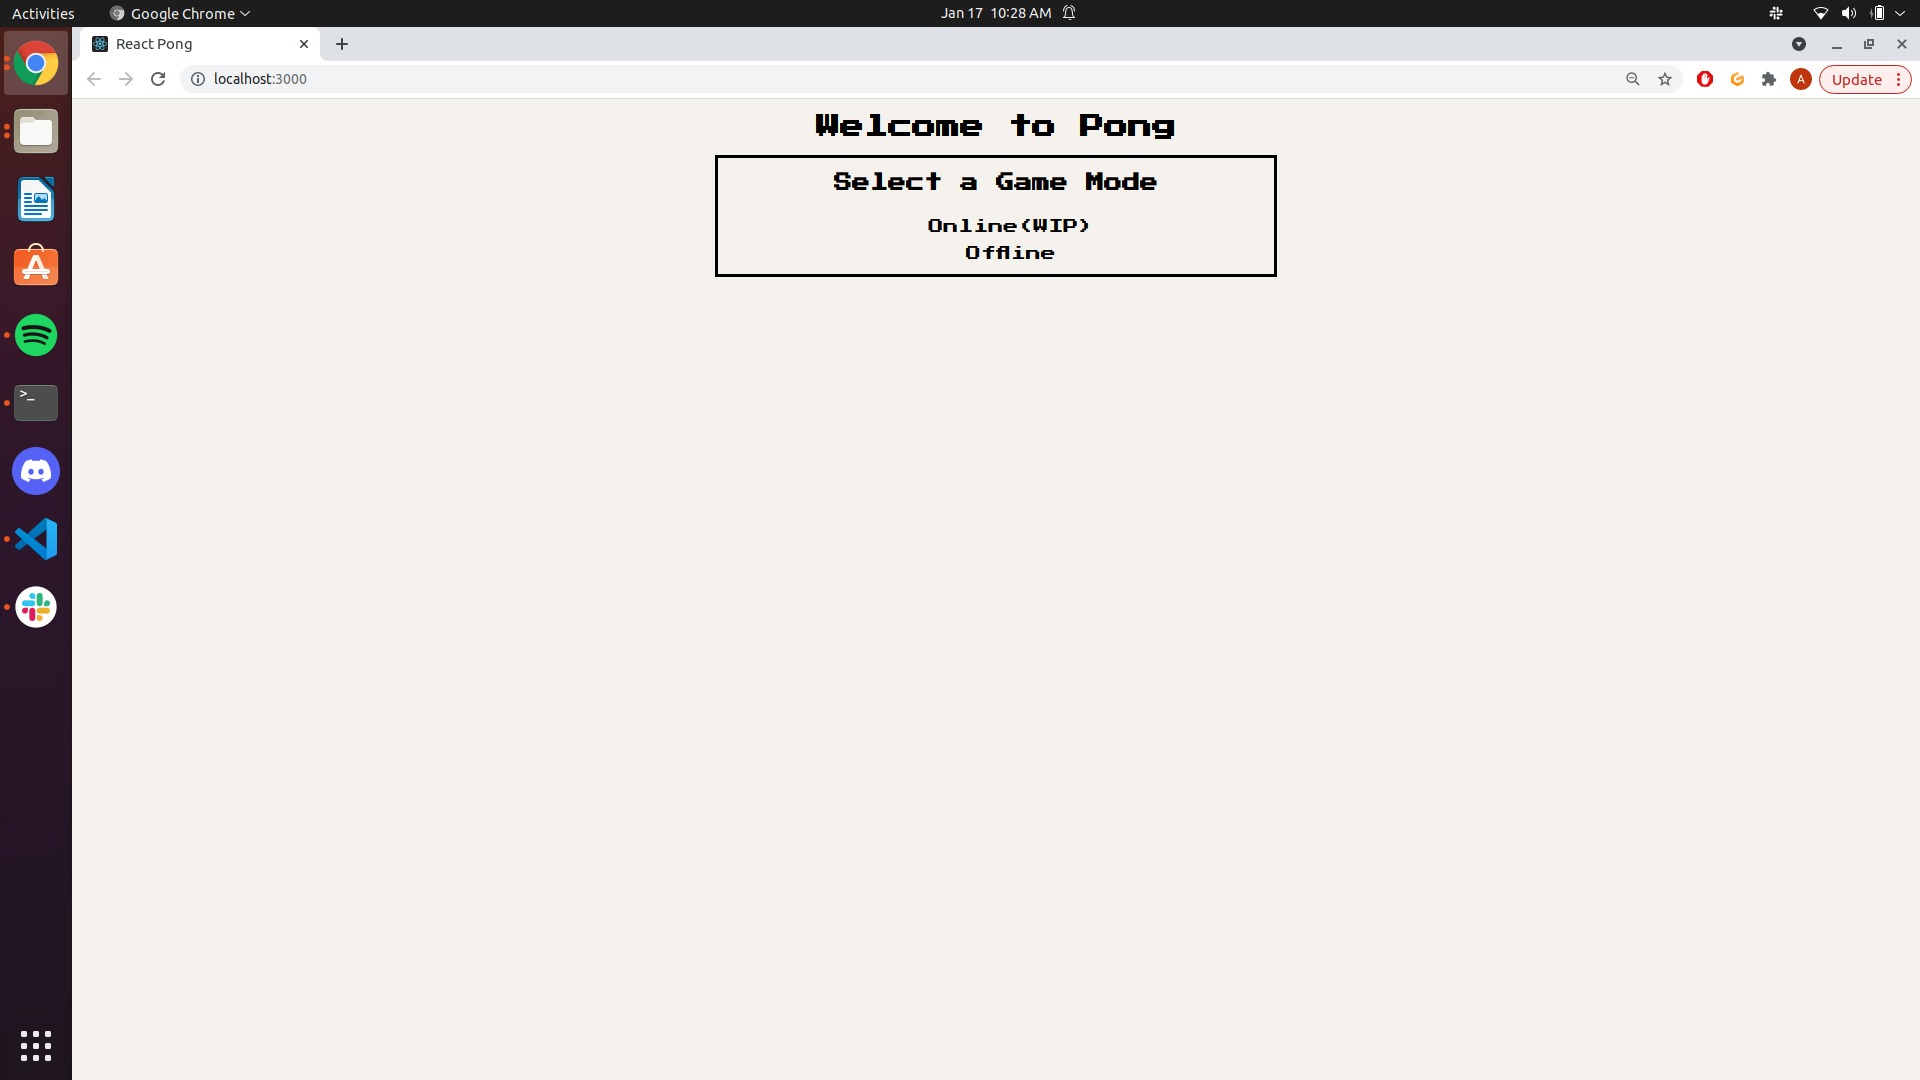 Activities
Google Chrome
Jan 17 10:28 AM
React Pong
localhost:3000
A
Update
Welcome to Pong
Select a Game Mode
Online(WIP)
Offline
>_